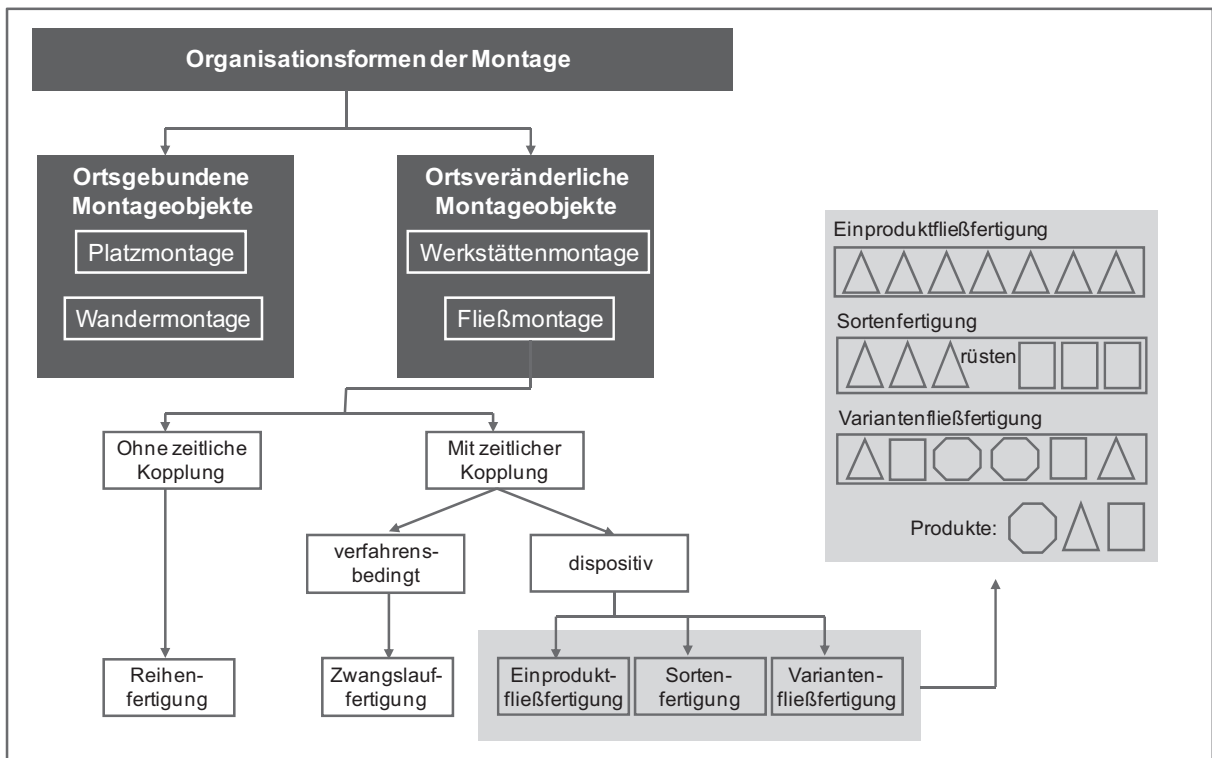 Organisationsformen der Montage
Ortsgebundene
Montageobjekte
Platzmontage
Wandermontage
Ortsveränderliche
Montageobjekte
Werkstättenmontage
Fließmontage
Ohne zeitliche
Kopplung
Mit zeitlicher
Kopplung
verfahrens-
bedingt
dispositiv
Reihen-
fertigung
Zwangslauf-
fertigung
Einprodukt-
fließfertigung
Sorten-
fertigung
Varianten-
fließfertigung
Einproduktfließfertigung
Sortenfertigung
rüsten
Variantenfließfertigung
Produkte: